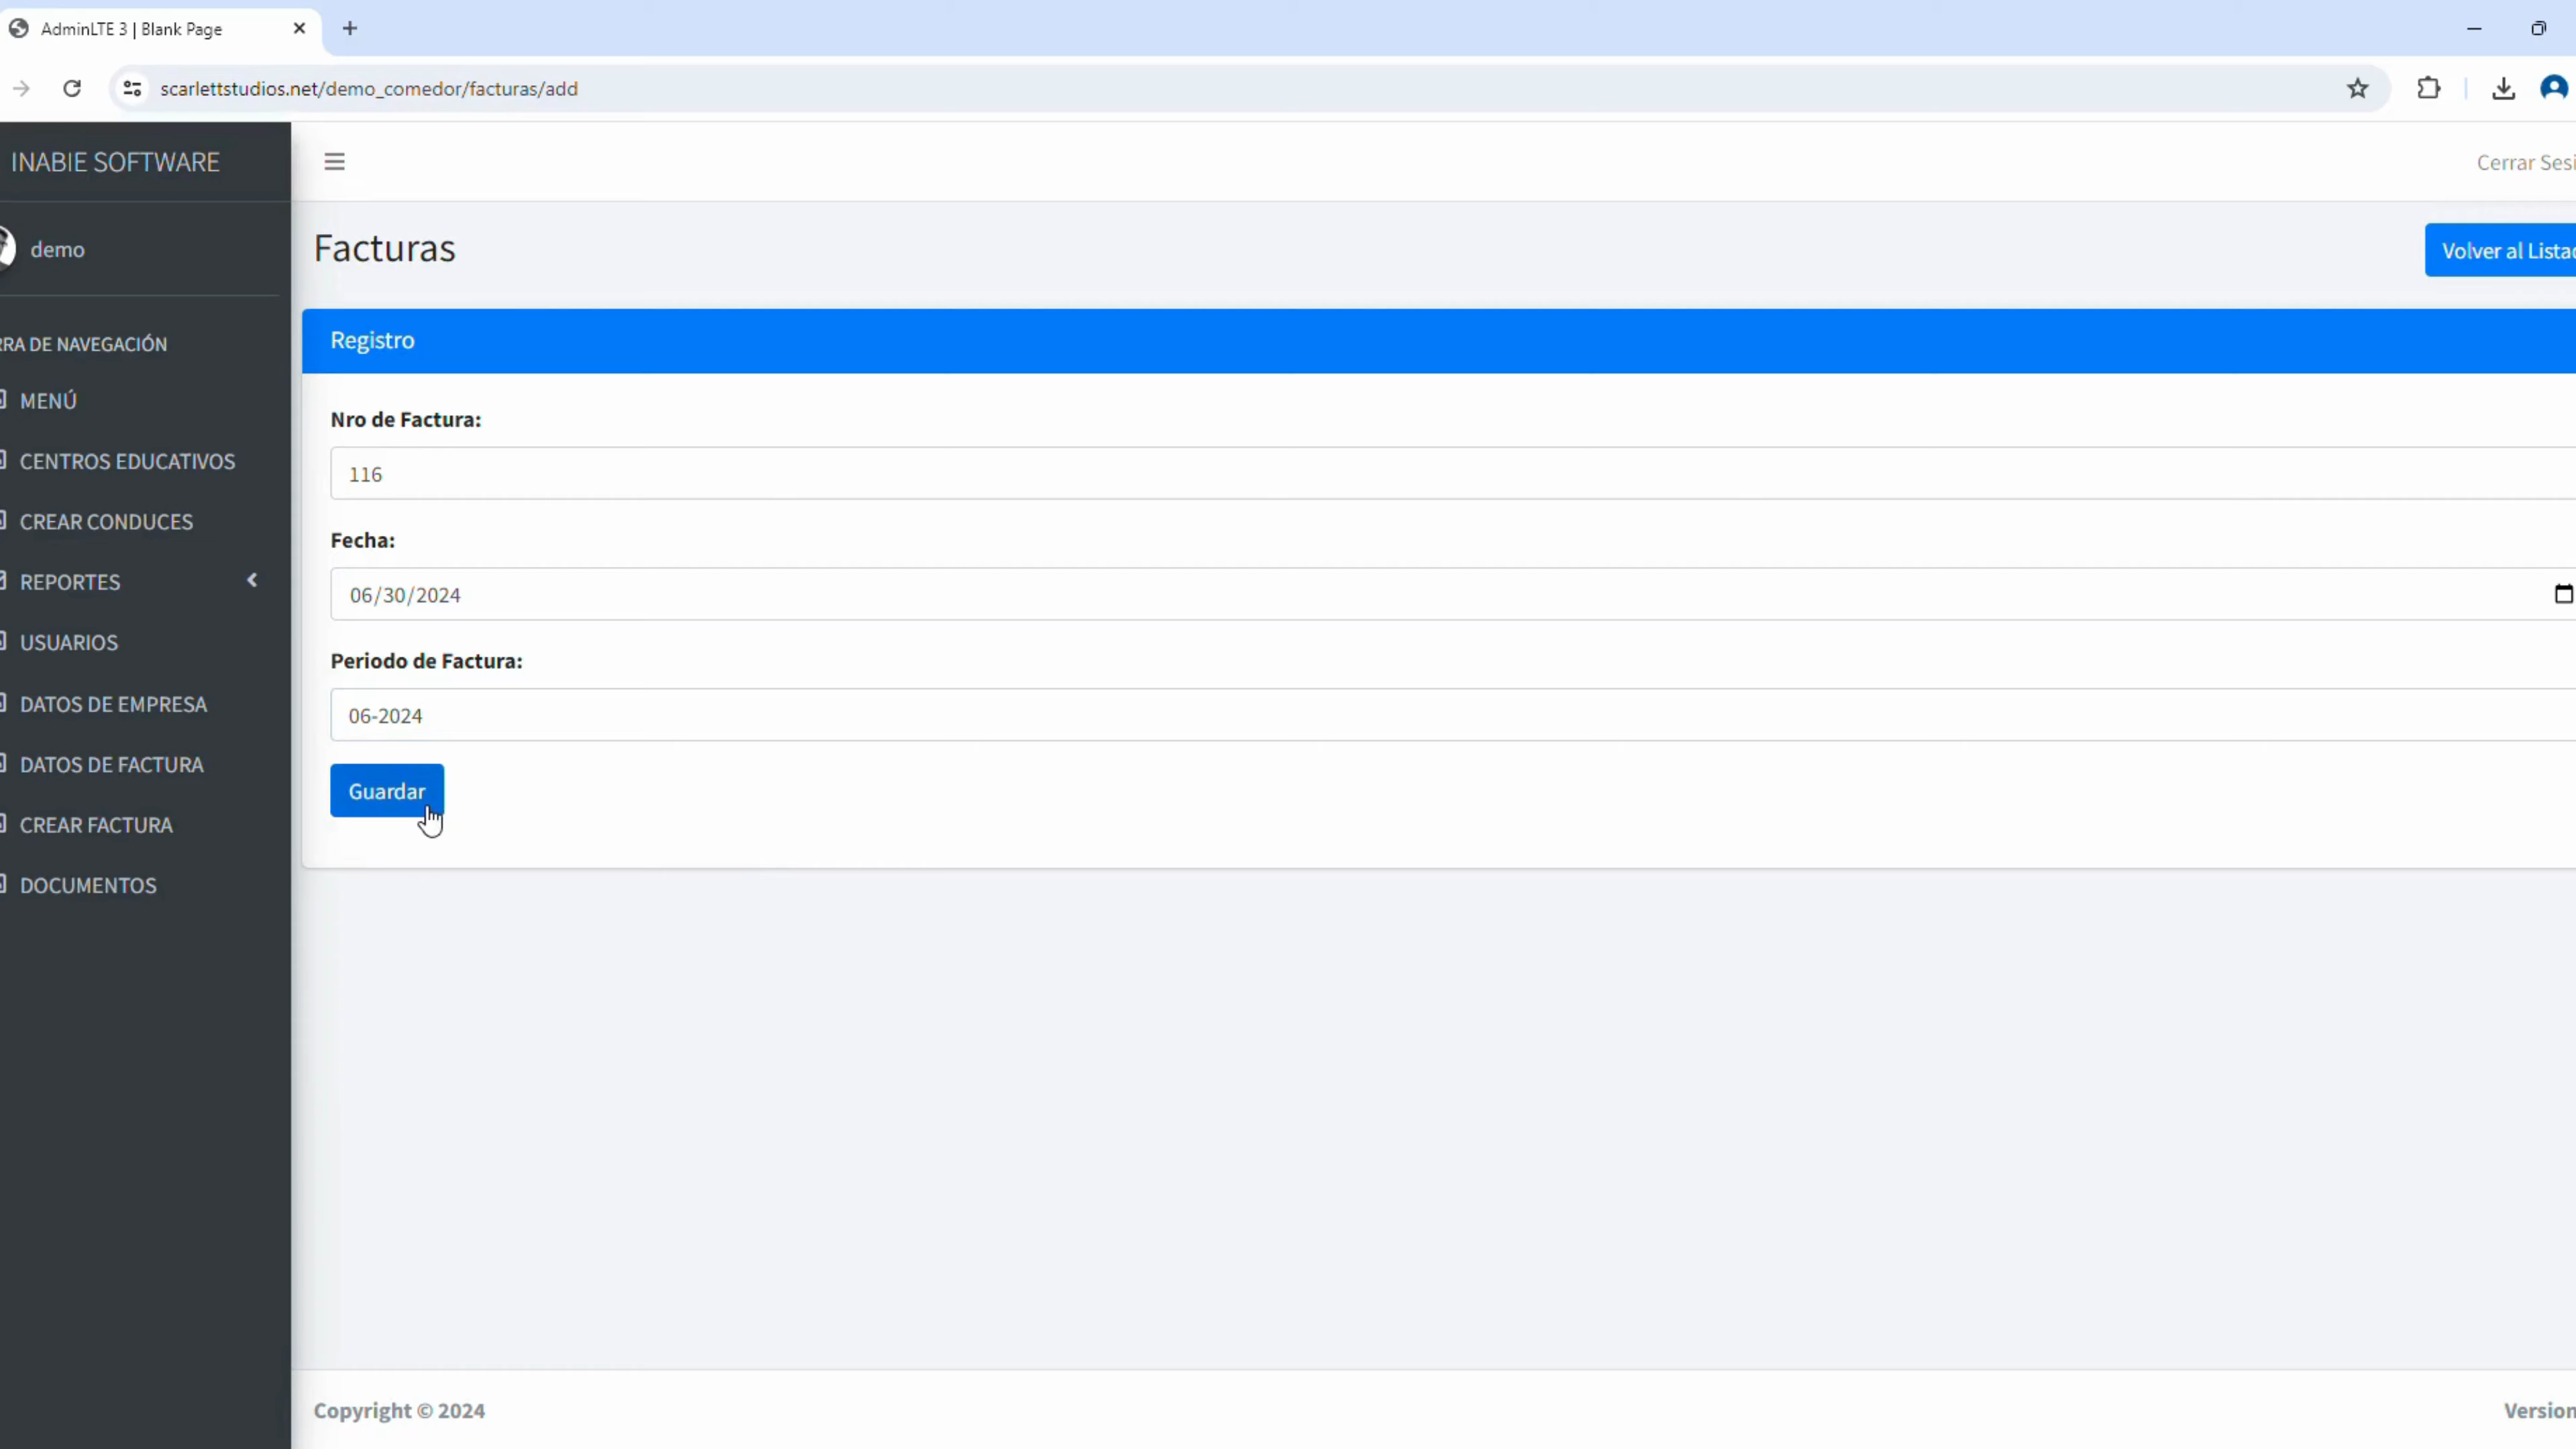 AdminLTE 3 | Blank Page
scarlettstudios.net/demo_comedor/facturas/add
INABIE SOFTWARE
Cerrar Sesi
demo
Facturas
Volver al Listad
RRA DE NAVEGACIÓN
Registro
MENÚ
Nro de Factura:
CENTROS EDUCATIVOS
116
CREAR CONDUCES
Fecha:
REPORTES
06/30/2024
USUARIOS
Periodo de Factura:
DATOS DE EMPRESA
06-2024
DATOS DE FACTURA
Guardar
CREAR FACTURA
DOCUMENTOS
Copyright © 2024
Version